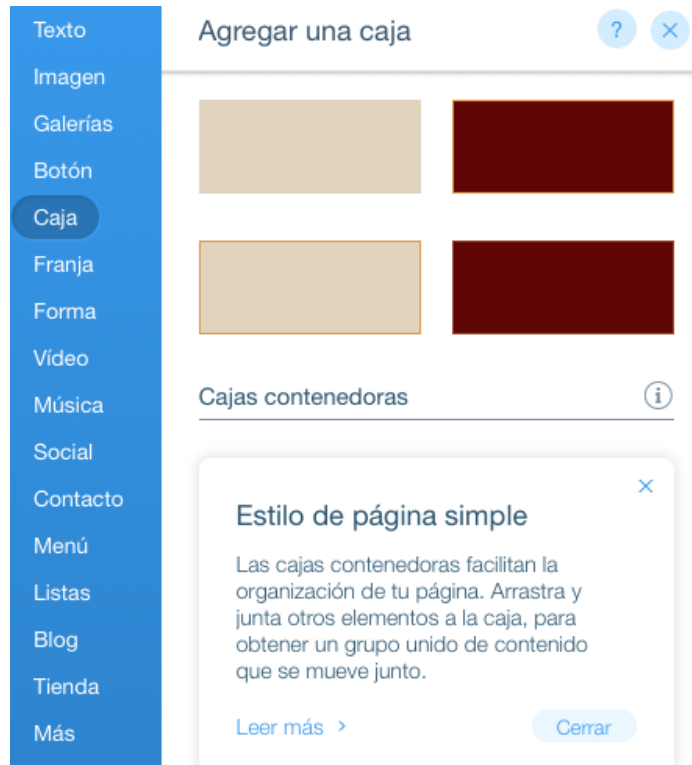 Texto
Imagen
Galerías
Botón
Caja
Franja
Forma
Vídeo
Música
Social
Contacto
Menú
Listas
Blog
Tienda
Más
Agregar una caja
?
Cajas contenedoras
Estilo de página simple
Las cajas contenedoras facilitan la
organización de tu página. Arrastra y
junta otros elementos a la caja, para
obtener un grupo unido de contenido
que se mueve junto.
Leer más >
Cerrar